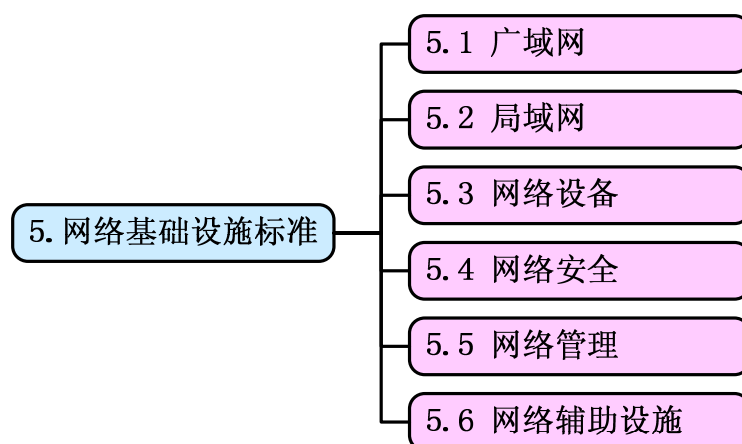 5.1 广域网
5.2 局域网
5.3 网络设备
5.网络基础设施标准
5.4 网络安全
5.5 网络管理
5.6 网络辅助设施